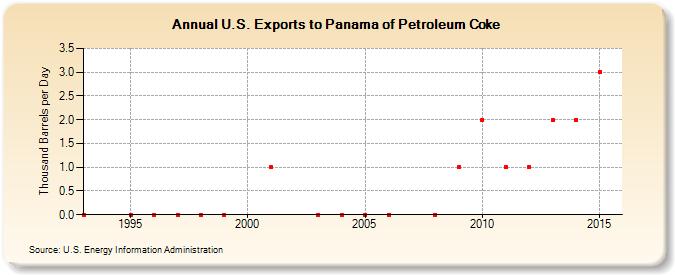 Annual U.S. Exports to Panama of Petroleum Coke
Thousand Barrels per Day
3.5
3.0
2.5
2.0
1.5
1.0
0.5
0.0
1995 2000 2005 2010 2015
Source: U.S. Energy Information Administration